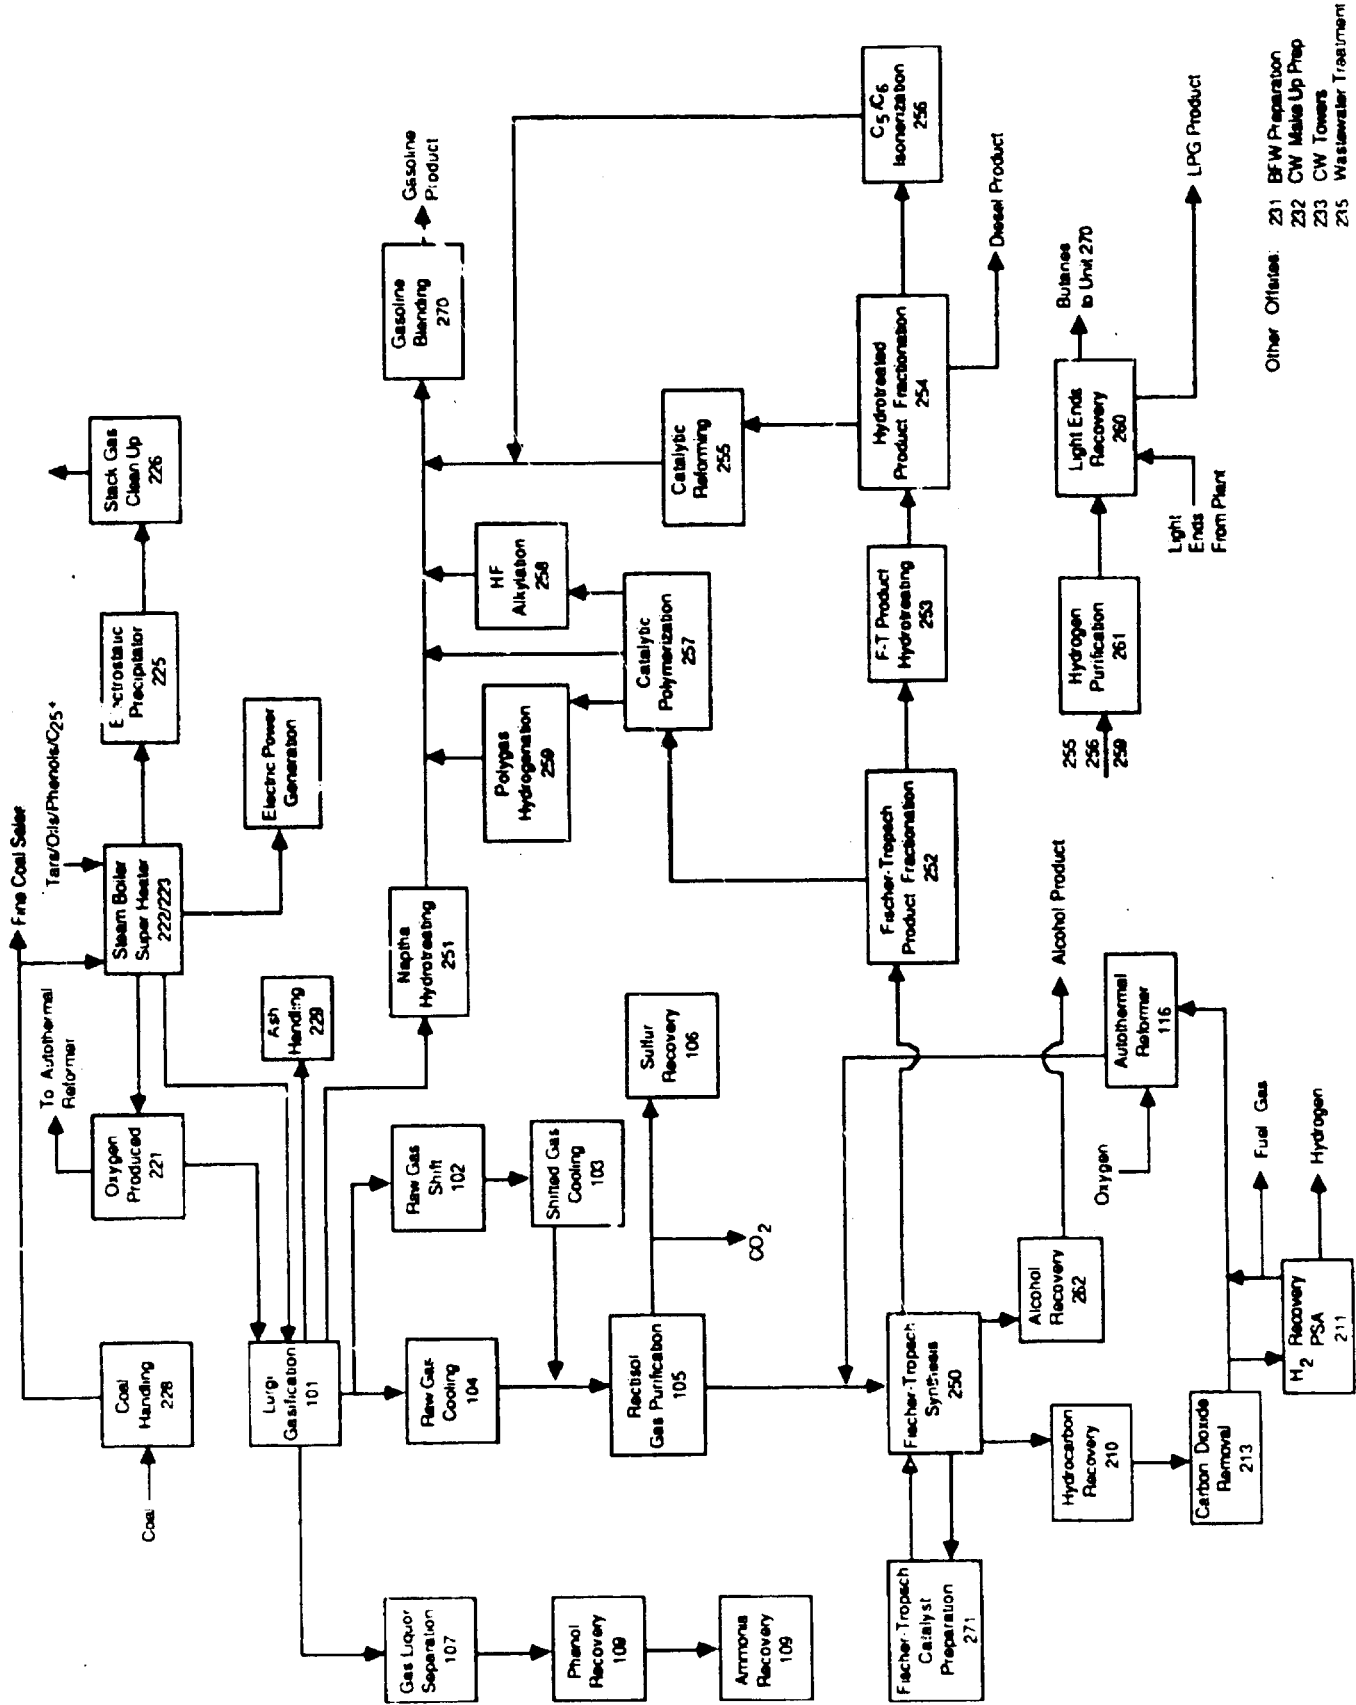 Coal
Coal
Handling
228
Fine Coal Sales
Tars/Oils/Phenols/C25+
To Autothermal
Reformer
Oxygen
Produced
221
Steam Boiler
Super Heater
222/223
Electrostatic
Precipitator
225
Stack Gas
Clean Up
226
Electric Power
Generation
Lurgi
Gasification
101
Ash
Handling
229
Gas Liquor
Separation
107
Phenol
Recovery
109
Ammonia
Recovery
109
Raw Gas
Cooling
104
Raw Gas
Shift
102
Shifted Gas
Cooling
103
Naptha
Hydrotreating
251
Gasoline
Blending
270
Gasoline
Product
Polygas
Hydrogenation
259
HF
Alkylation
258
Catalytic
Polymerization
257
Catalytic
Reforming
255
C5/C6
Isonerization
256
Rectisol
Gas Purification
105
Sulfur
Recovery
106
CO2
Fischer-Tropsch
Catalyst
Preparation
271
Fischer-Tropsch
Synthesis
250
Fischer-Tropsch
Product Fractionation
252
F-T Product
Hydrotreating
253
Hydrotreated
Product Fractionation
254
Diesel Product
Hydrocarbon
Recovery
210
Alcohol
Recovery
262
Alcohol Product
Oxygen
Autothermal
Reformer
116
Carbon Dioxide
Removal
213
H2 Recovery
PSA
211
Fuel Gas
Hydrogen
255
256
259
Hydrogen
Purification
261
Light Ends
Recovery
260
Butanes
to Unit 270
Light
Ends
From Plant
LPG Product
Other Offsites: 231 BFW Preparation
232 CW Make Up Prep
233 CW Towers
235 Wastewater Treatment